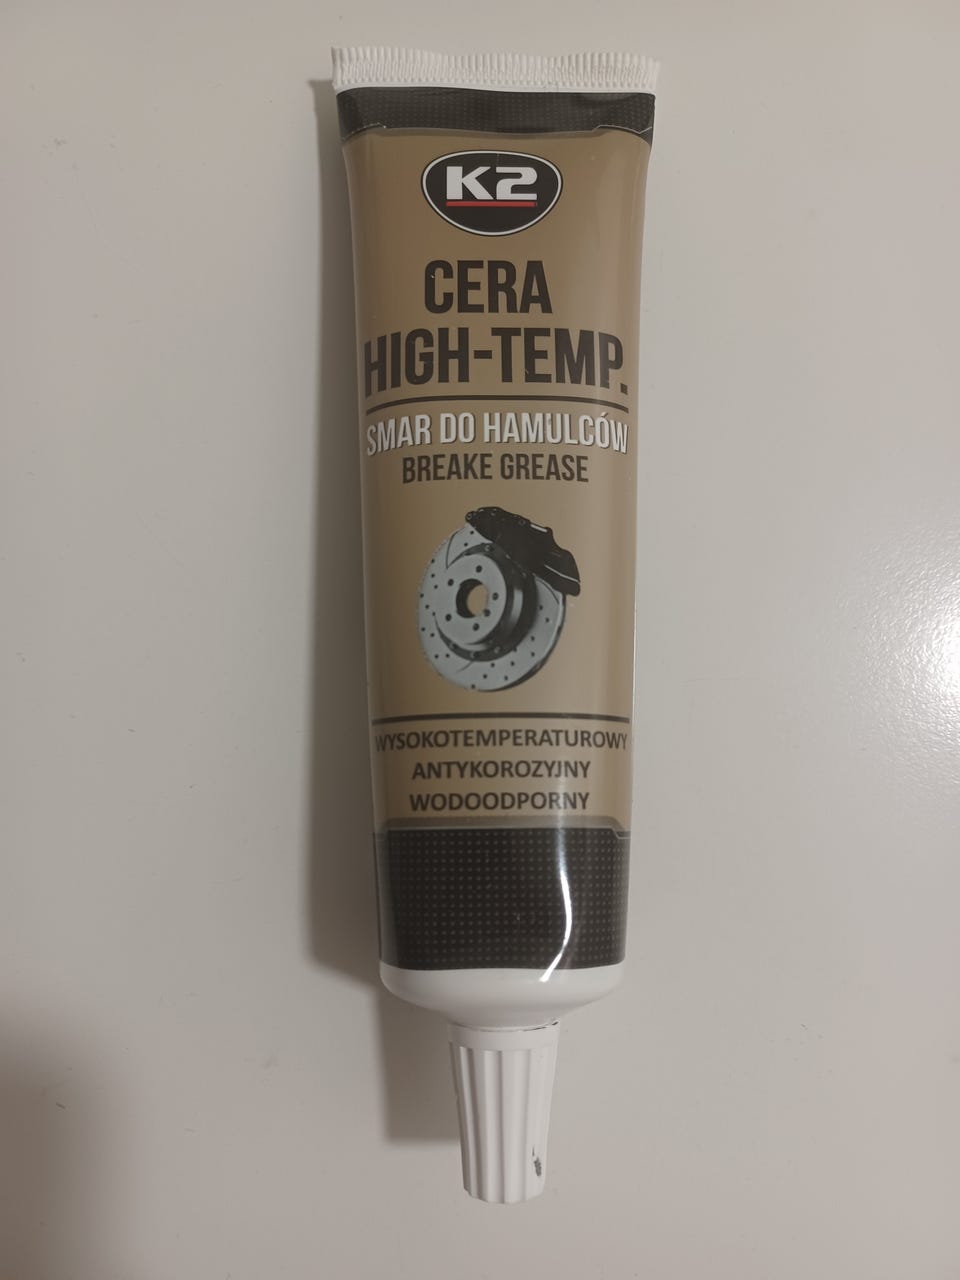 K2
CERA
HIGH-TEMP.
SMAR DO HAMULCÓW
BREAKE GREASE
WYSOKOTEMPERATUROWY
ANTYKOROZYJNY
WODOODPORNY